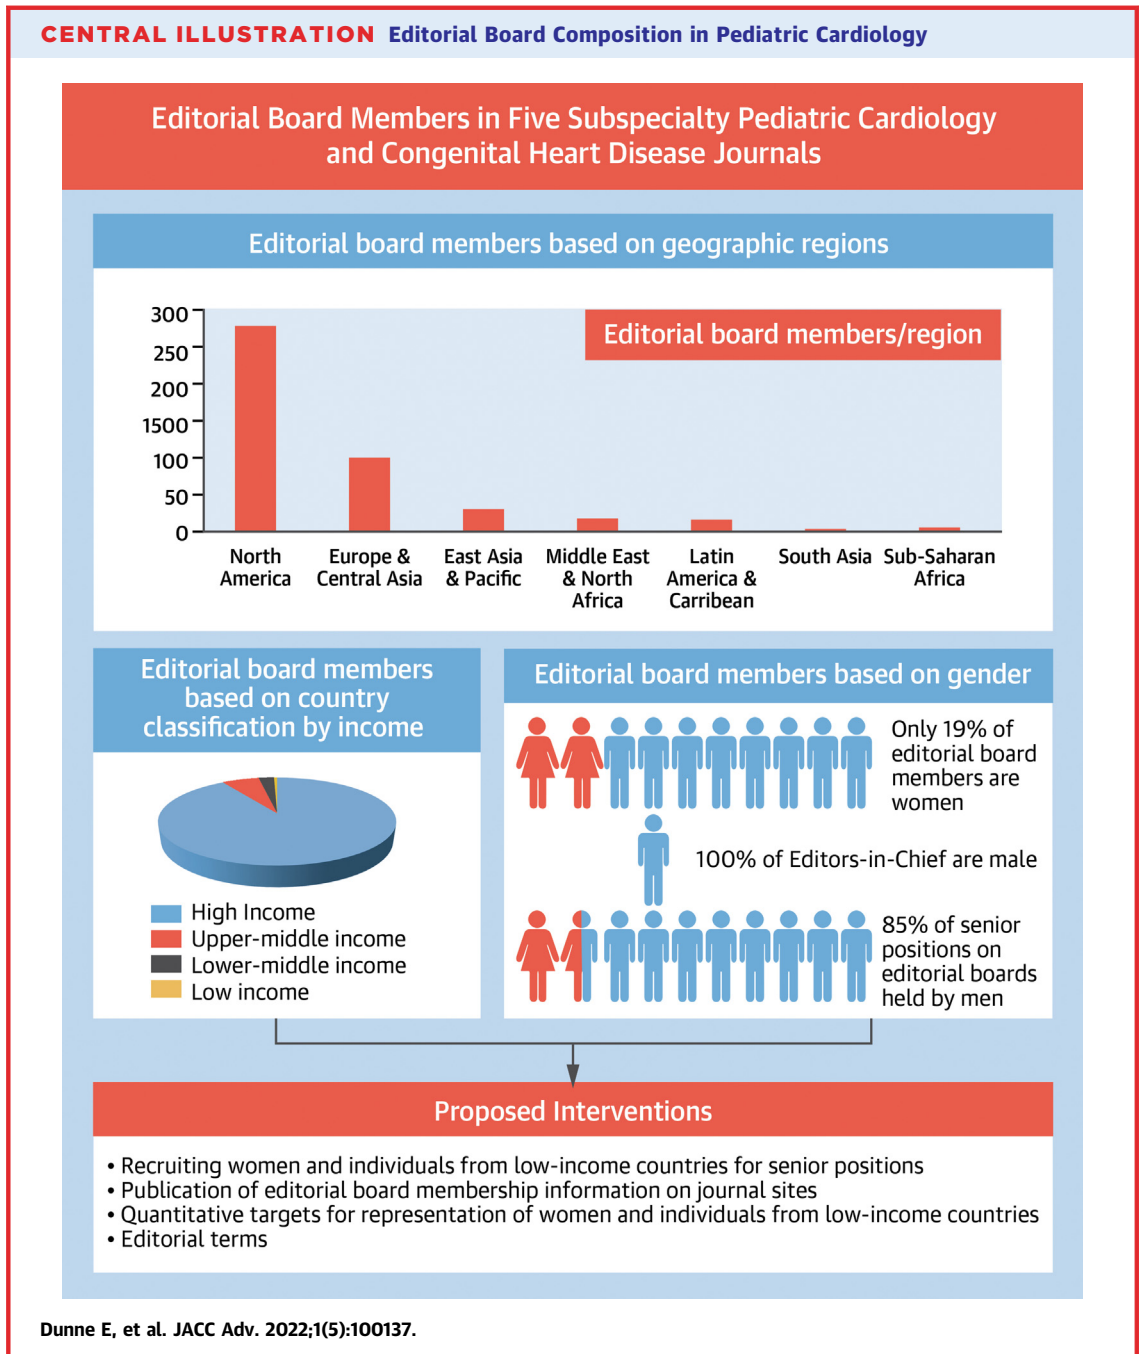 CENTRAL ILLUSTRATION Editorial Board Composition in Pediatric Cardiology
Editorial Board Members in Five Subspecialty Pediatric Cardiology
and Congenital Heart Disease Journals
Editorial board members based on geographic regions
Editorial board members/region
300
250
200
1500
100
50
0
North
America
Europe &
Central Asia
East Asia
& Pacific
Middle East
& North
Africa
Latin
America &
Carribean
South Asia
Sub-Saharan
Africa
Editorial board members
based on country
classification by income
High Income
Upper-middle income
Lower-middle income
Low income
Editorial board members based on gender
Only 19% of
editorial board
members are
women
100% of Editors-in-Chief are male
85% of senior
positions on
editorial boards
held by men
Proposed Interventions
• Recruiting women and individuals from low-income countries for senior positions
• Publication of editorial board membership information on journal sites
• Quantitative targets for representation of women and individuals from low-income countries
• Editorial terms
Dunne E, et al. JACC Adv. 2022;1(5):100137.